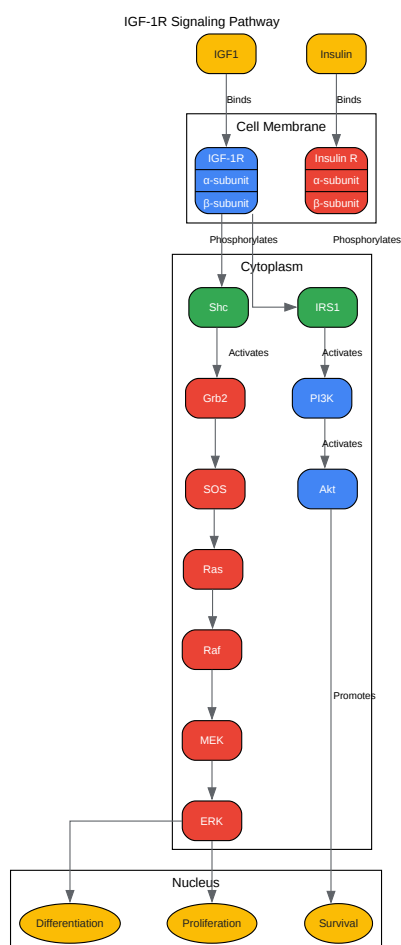 IGF-1R Signaling Pathway
IGF1
Insulin
Binds
Binds
Cell Membrane
IGF-1R
α-subunit
β-subunit
Insulin R
α-subunit
β-subunit
Phosphorylates
Phosphorylates
Cytoplasm
Shc
IRS1
Activates
Activates
Grb2
PI3K
Activates
SOS
Akt
Ras
Raf
Promotes
MEK
ERK
Nucleus
Differentiation
Proliferation
Survival